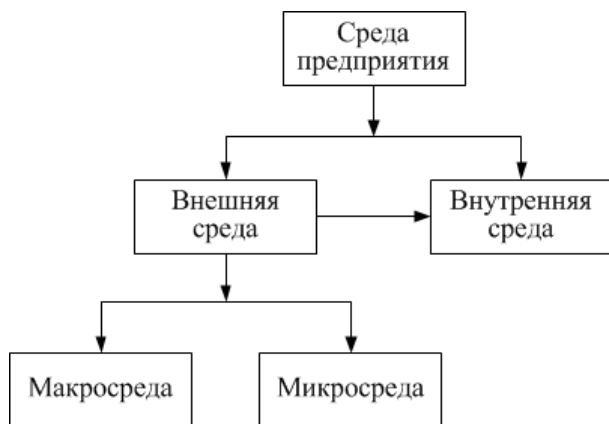 Среда
предприятия
Внешняя
среда
Внутренняя
среда
Макросреда
Микросреда